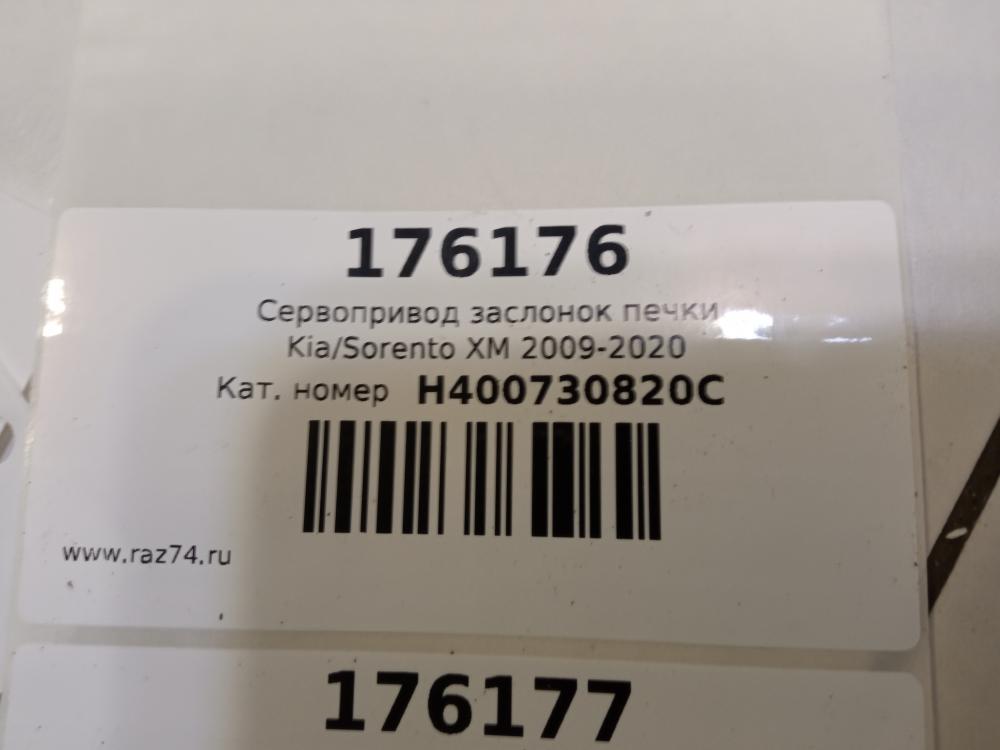 176176
Сервопривод заслонок печки
Kia/Sorento XM 2009-2020
Кат. номер H400730820C
www.raz74.ru
176177